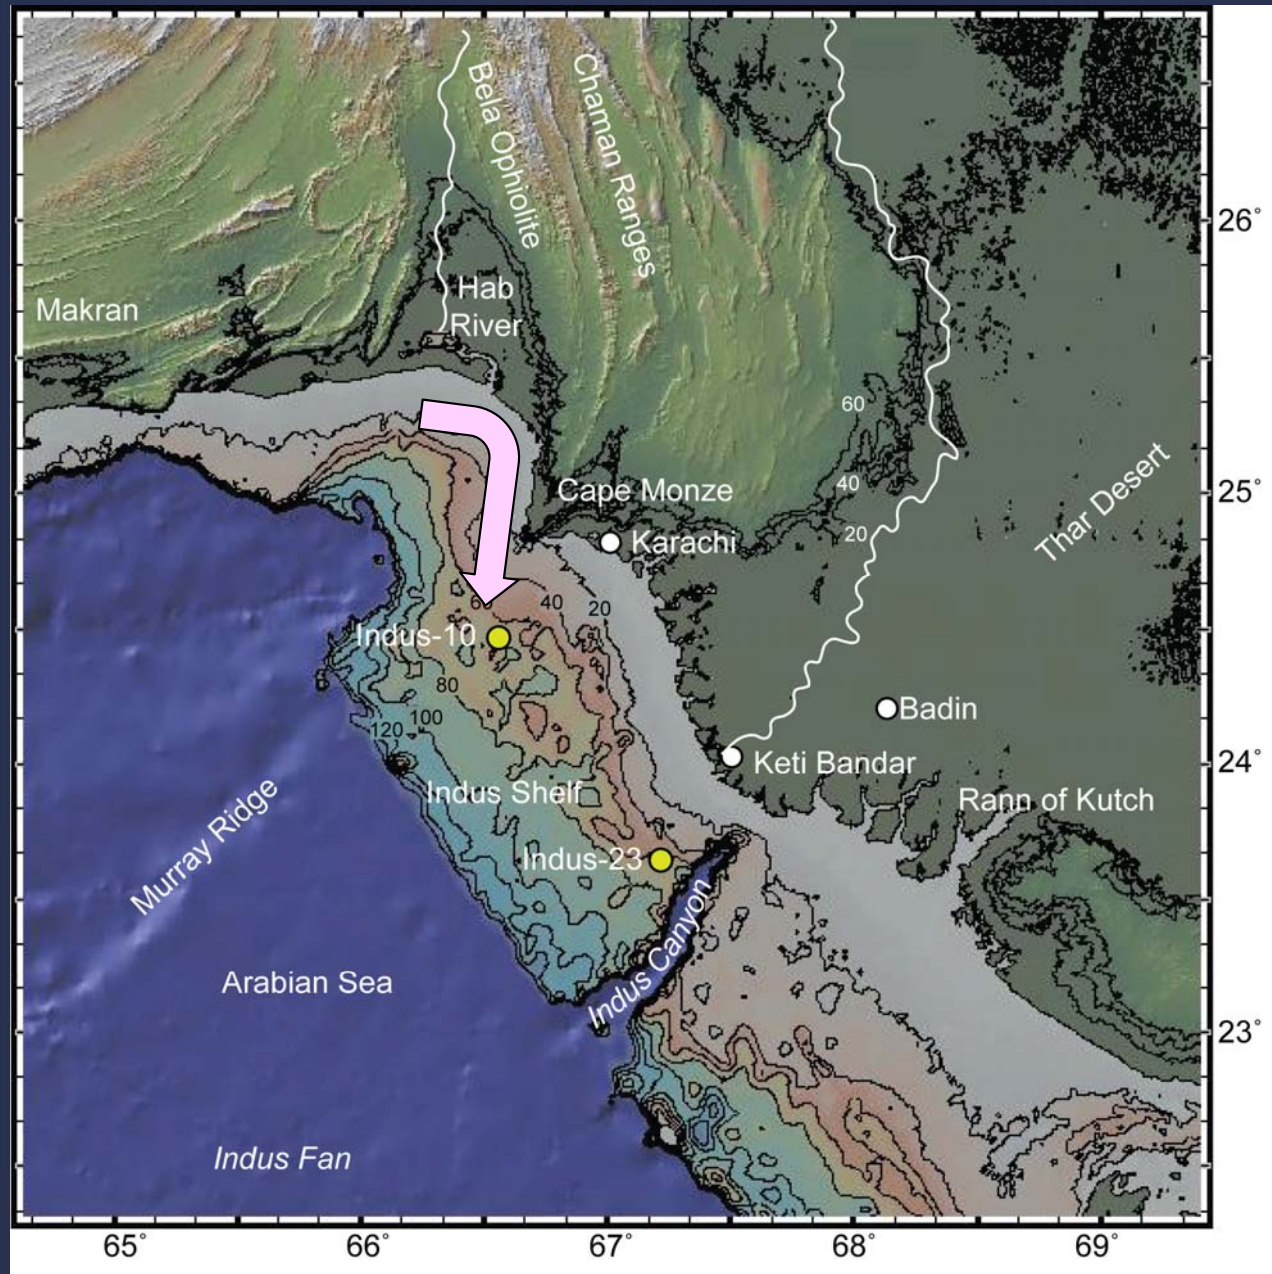 Bela Ophiolite
Chaman Ranges
26°
Makran
Hab
River
60
Cape Monze
40
25°
Thar Desert
20
Karachi
60
40
20
Indus-10
80
Badin
100
120
Keti Bandar
24°
Indus Shelf
Rann of Kutch
Murray Ridge
Indus-23
Indus Canyon
Arabian Sea
23°
Indus Fan
65°
66°
67°
68°
69°